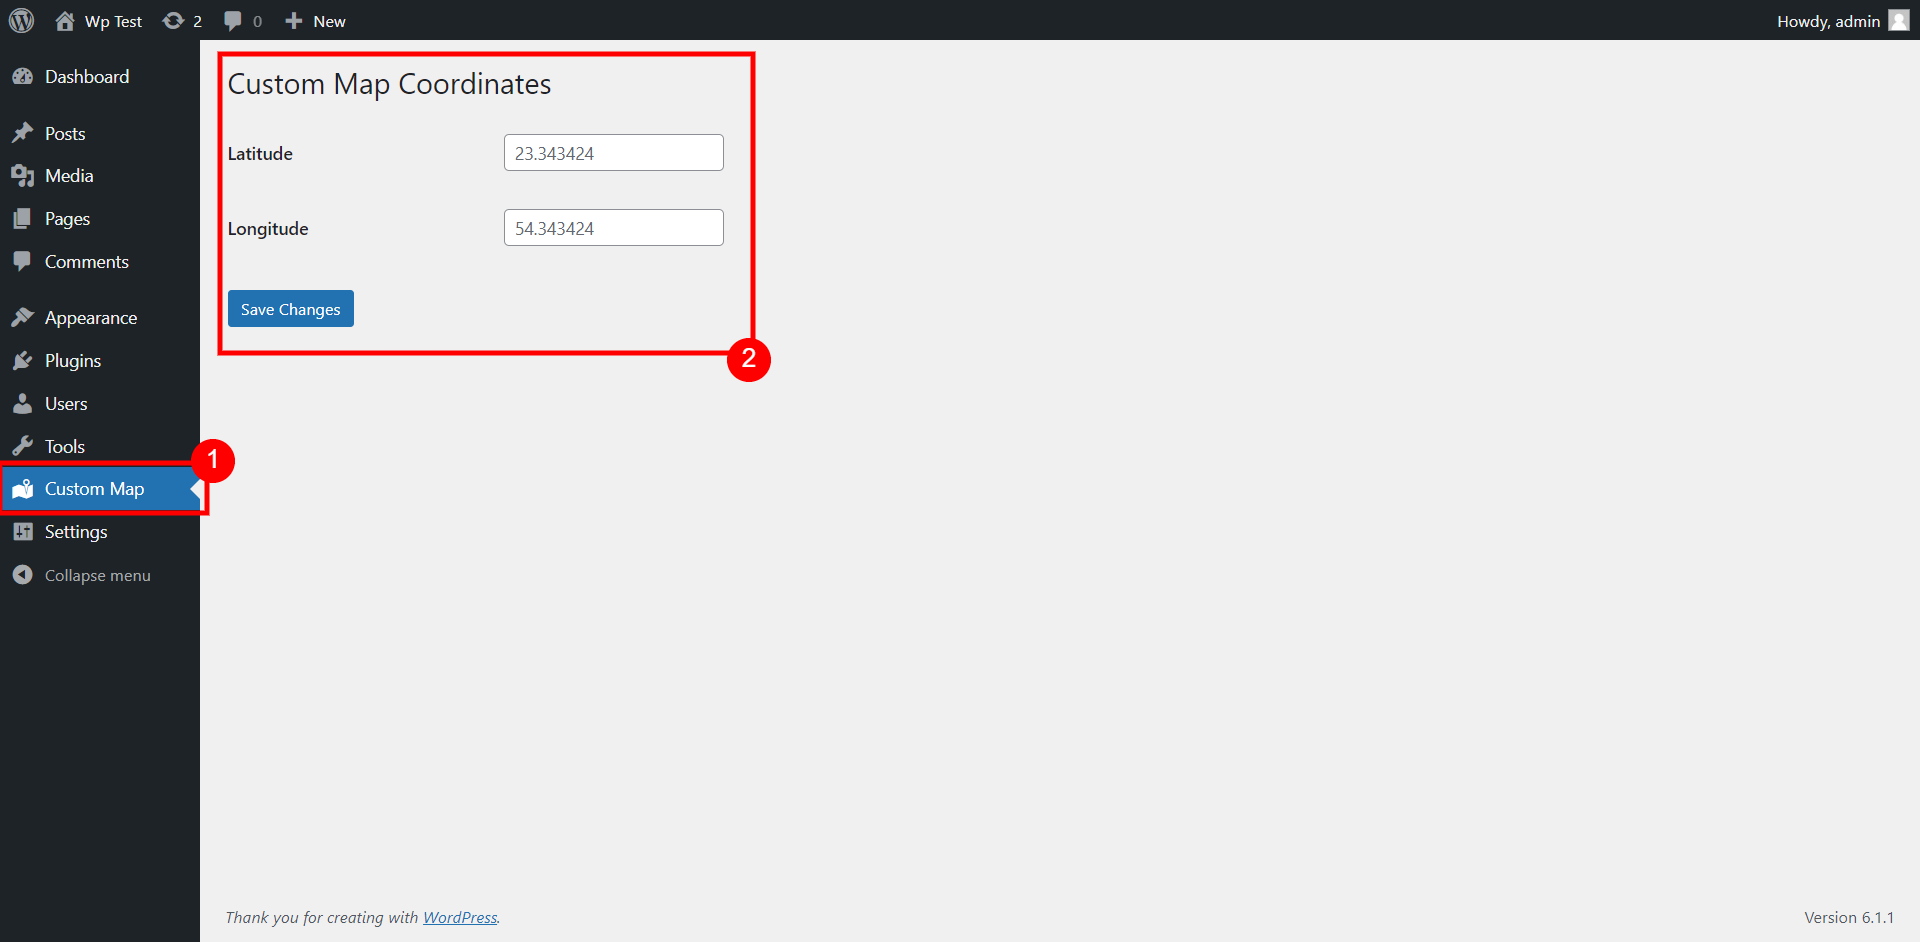 Wp Test 2 0 New Howdy, admin
Dashboard
Posts
Media
Pages
Comments
Appearance
Plugins
Users
Tools
1
Custom Map
Settings
Collapse menu
Custom Map Coordinates
Latitude 23.343424
Longitude 54.343424
Save Changes
2
Thank you for creating with WordPress.
Version 6.1.1